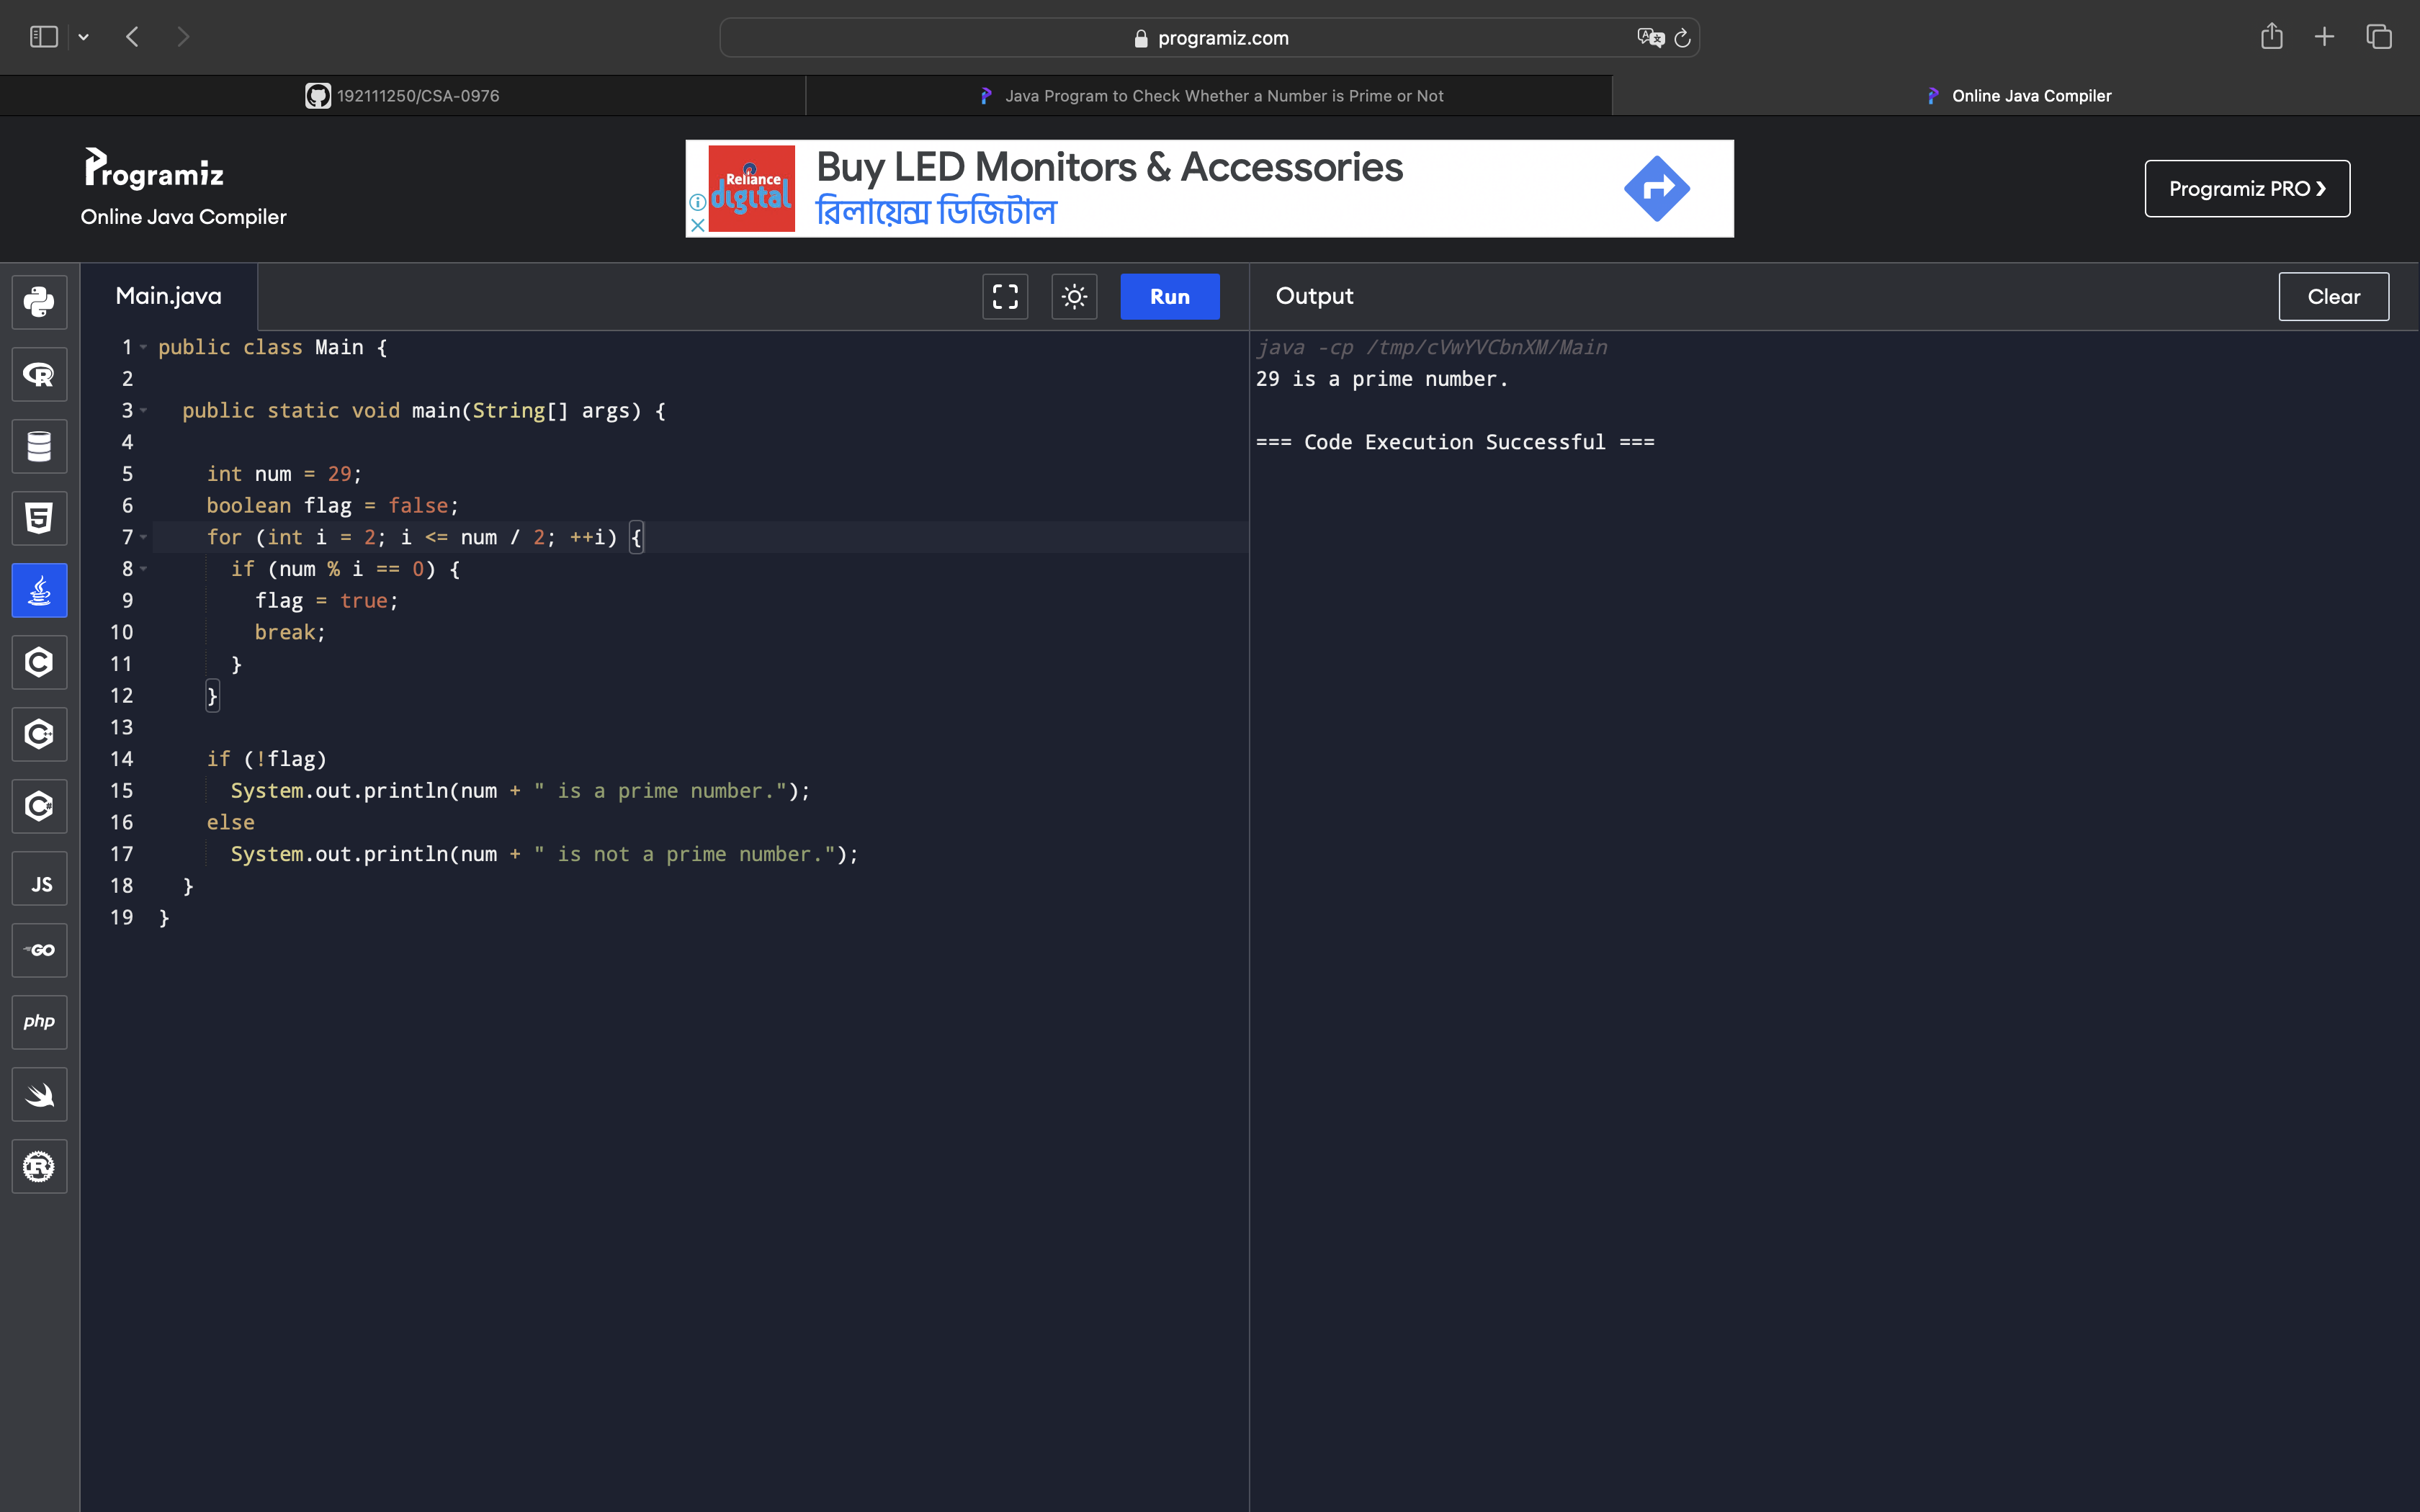 programiz.com
192111250/CSA-0976
Java Program to Check Whether a Number is Prime or Not
Online Java Compiler
Programiz
Online Java Compiler
Reliance
digital
Buy LED Monitors & Accessories
রিলায়েন্স ডিজিটাল
Programiz PRO ❯
Main.java
Run
Output
Clear
1 public class Main {
2
3   public static void main(String[] args) {
4
5     int num = 29;
6     boolean flag = false;
7     for (int i = 2; i <= num / 2; ++i) {
8       if (num % i == 0) {
9         flag = true;
10         break;
11       }
12     }
13
14     if (!flag)
15       System.out.println(num + " is a prime number.");
16     else
17       System.out.println(num + " is not a prime number.");
18   }
19 }
java -cp /tmp/cVwYVCbnXM/Main
29 is a prime number.
=== Code Execution Successful ===
R
5
C
C++
C#
JS
GO
php
R